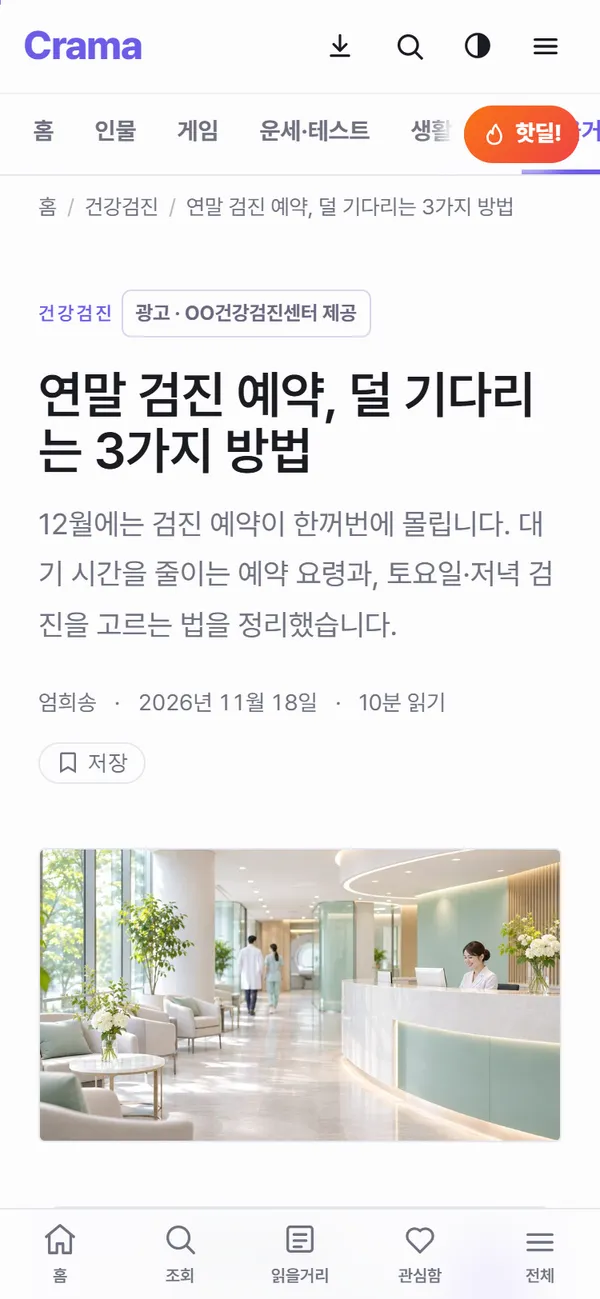 Crama
홈 인물 게임 운세·테스트 생활 핫딜! 거
홈 / 건강검진 / 연말 검진 예약, 덜 기다리는 3가지 방법
건강검진 광고 · OO건강검진센터 제공
연말 검진 예약, 덜 기다리
는 3가지 방법
12월에는 검진 예약이 한꺼번에 몰립니다. 대
기 시간을 줄이는 예약 요령과, 토요일·저녁 검
진을 고르는 법을 정리했습니다.
엄희송 · 2026년 11월 18일 · 10분 읽기
저장
홈 조회 읽을거리 관심함 전체